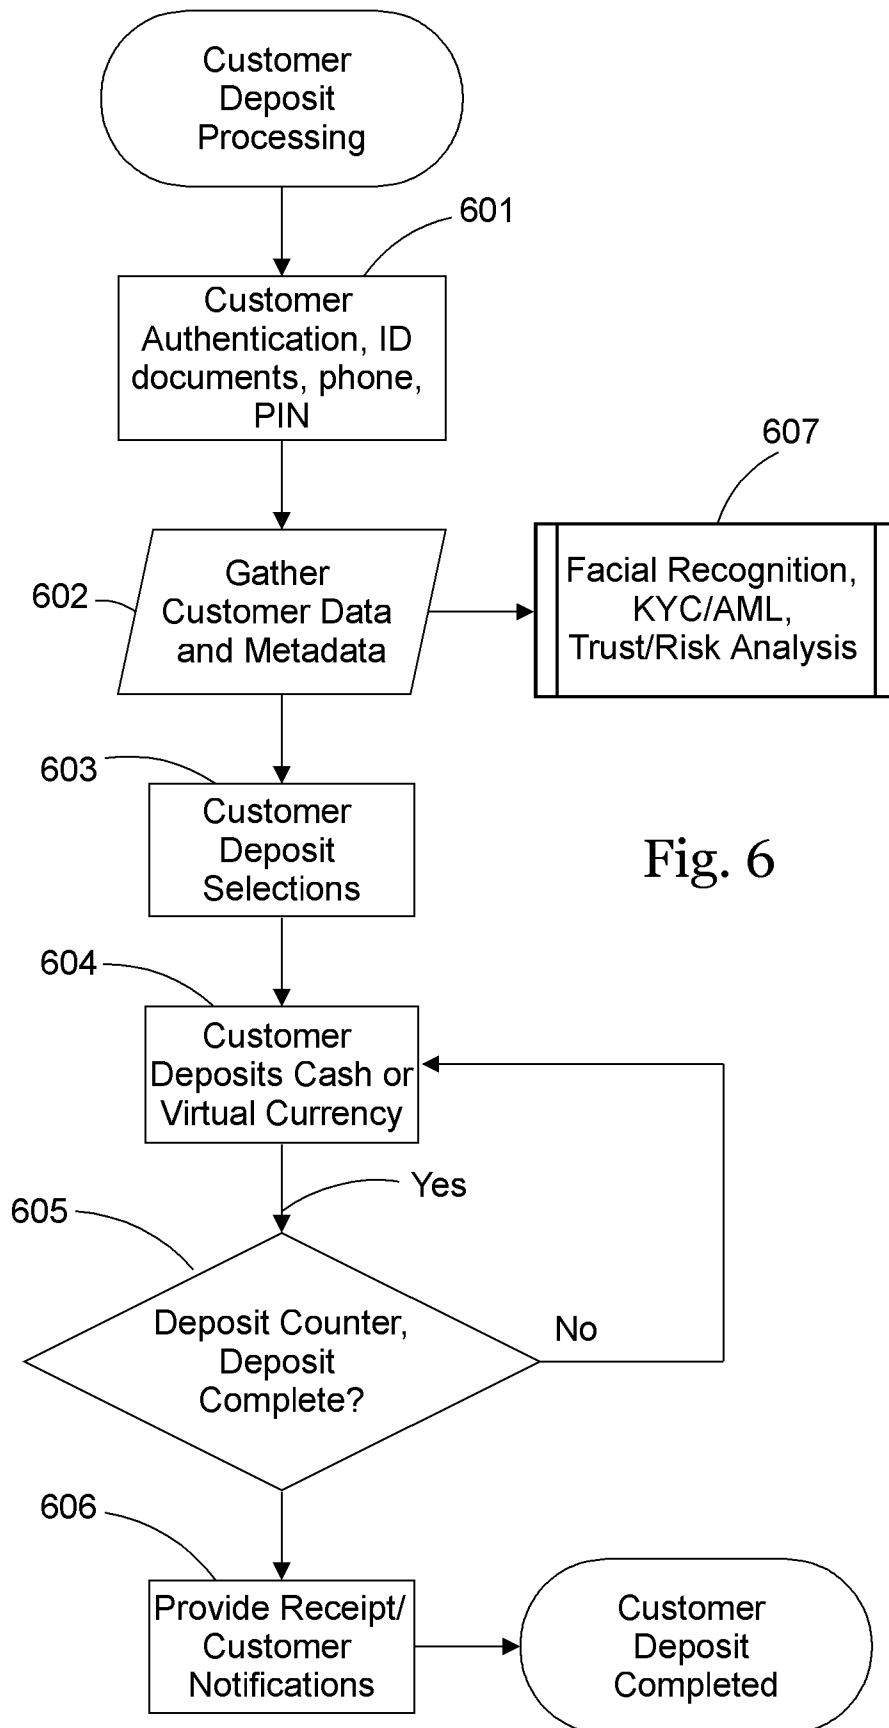 Customer
Deposit
Processing
601
Customer
Authentication, ID
documents, phone,
PIN
607
602
Gather
Customer Data
and Metadata
Facial Recognition,
KYC/AML,
Trust/Risk Analysis
603
Customer
Deposit
Selections
Fig. 6
604
Customer
Deposits Cash or
Virtual Currency
Yes
605
Deposit Counter,
Deposit
Complete?
No
606
Provide Receipt/
Customer
Notifications
Customer
Deposit
Completed